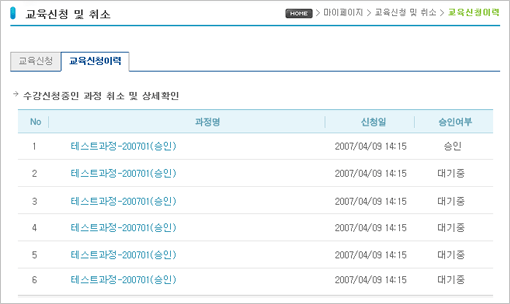 교육신청 및 취소
HOME > 마이페이지 > 교육신청 및 취소 > 교육신청이력
교육신청 교육신청이력
수강신청중인 과정 취소 및 상세확인
No 과정명 신청일 승인여부
1 테스트과정-200701(승인) 2007/04/09 14:15 승인
2 테스트과정-200701(승인) 2007/04/09 14:15 대기중
3 테스트과정-200701(승인) 2007/04/09 14:15 대기중
4 테스트과정-200701(승인) 2007/04/09 14:15 대기중
5 테스트과정-200701(승인) 2007/04/09 14:15 대기중
6 테스트과정-200701(승인) 2007/04/09 14:15 대기중